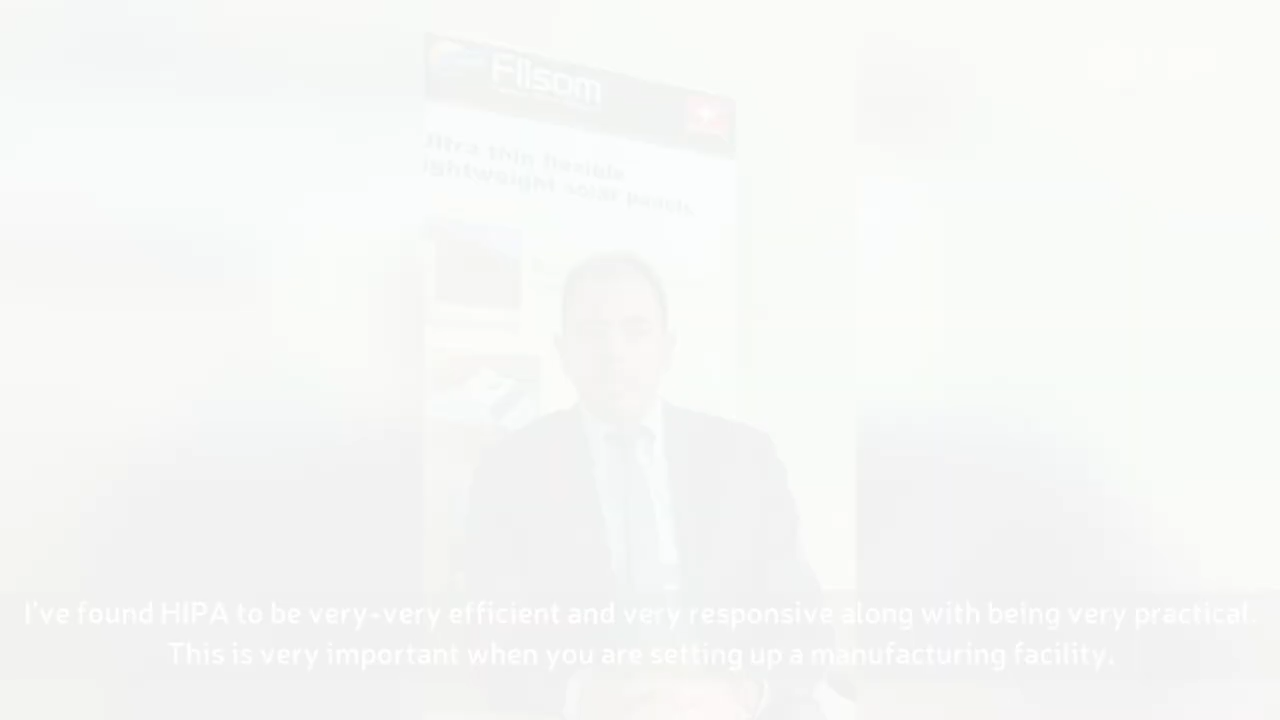 Flisom
ultra thin flexible
lightweight solar panels
I've found HIPA to be very-very efficient and very responsive along with being very practical.
This is very important when you are setting up a manufacturing facility.